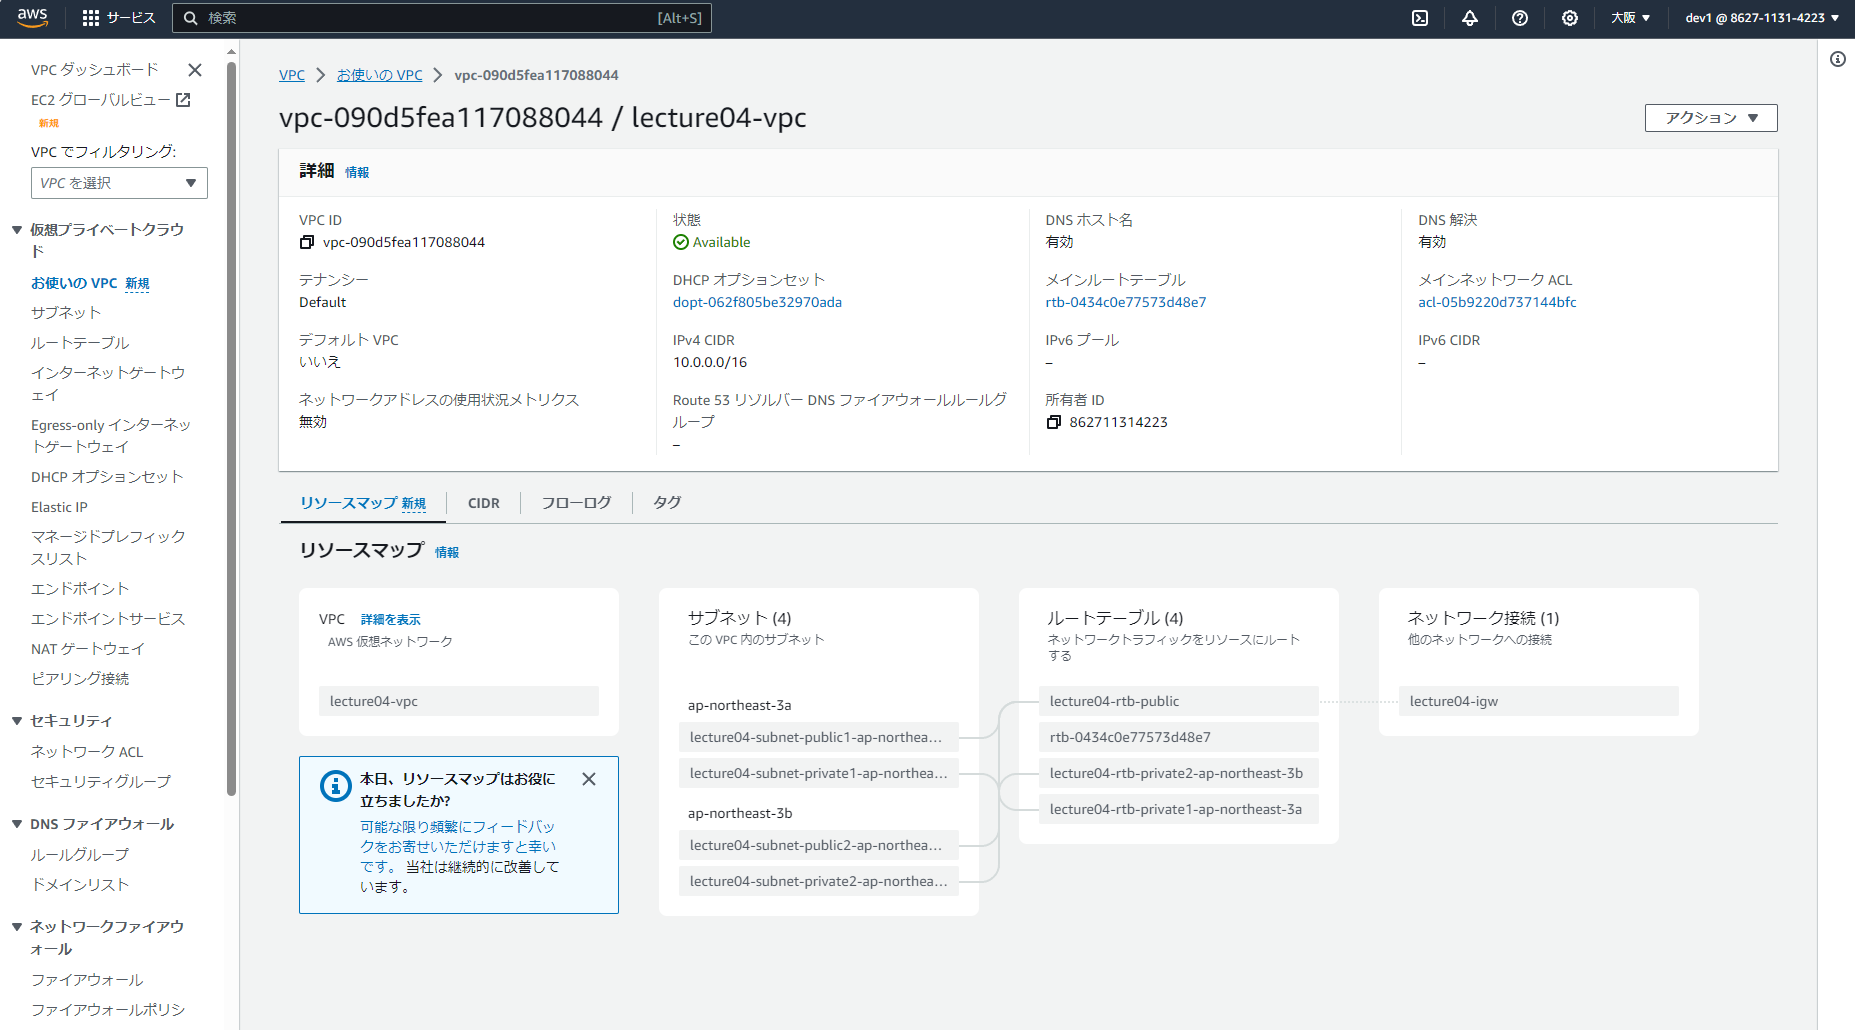 aws
サービス
検索
[Alt+S]
大阪 ▼
dev1 @ 8627-1131-4223 ▼
VPC ダッシュボード
EC2 グローバルビュー
新規
VPC でフィルタリング:
VPC を選択
仮想プライベートクラウ
ド
お使いの VPC 新規
サブネット
ルートテーブル
インターネットゲートウ
ェイ
Egress-only インターネッ
トゲートウェイ
DHCP オプションセット
Elastic IP
マネージドプレフィック
スリスト
エンドポイント
エンドポイントサービス
NAT ゲートウェイ
ピアリング接続
セキュリティ
ネットワーク ACL
セキュリティグループ
DNS ファイアウォール
ルールグループ
ドメインリスト
ネットワークファイアウ
ォール
ファイアウォール
ファイアウォールポリシ
VPC
お使いの VPC
vpc-090d5fea117088044
vpc-090d5fea117088044 / lecture04-vpc
アクション ▼
詳細 情報
VPC ID
vpc-090d5fea117088044
状態
Available
DNS ホスト名
有効
DNS 解決
有効
テナンシー
Default
DHCP オプションセット
dopt-062f805be32970ada
メインルートテーブル
rtb-0434c0e77573d48e7
メインネットワーク ACL
acl-05b9220d737144bfc
デフォルト VPC
いいえ
IPv4 CIDR
10.0.0.0/16
IPv6 プール
–
IPv6 CIDR
–
ネットワークアドレスの使用状況メトリクス
無効
Route 53 リゾルバー DNS ファイアウォールルールグ
ループ
–
所有者 ID
862711314223
リソースマップ 新規
CIDR
フローログ
タグ
リソースマップ 情報
VPC 詳細を表示
AWS 仮想ネットワーク
lecture04-vpc
本日、リソースマップはお役に
立ちましたか?
可能な限り頻繁にフィードバッ
クをお寄せいただけますと幸い
です。 当社は継続的に改善して
います。
サブネット (4)
この VPC 内のサブネット
ap-northeast-3a
lecture04-subnet-public1-ap-northea…
lecture04-subnet-private1-ap-northea…
ap-northeast-3b
lecture04-subnet-public2-ap-northea…
lecture04-subnet-private2-ap-northea…
ルートテーブル (4)
ネットワークトラフィックをリソースにルート
する
lecture04-rtb-public
rtb-0434c0e77573d48e7
lecture04-rtb-private2-ap-northeast-3b
lecture04-rtb-private1-ap-northeast-3a
ネットワーク接続 (1)
他のネットワークへの接続
lecture04-igw